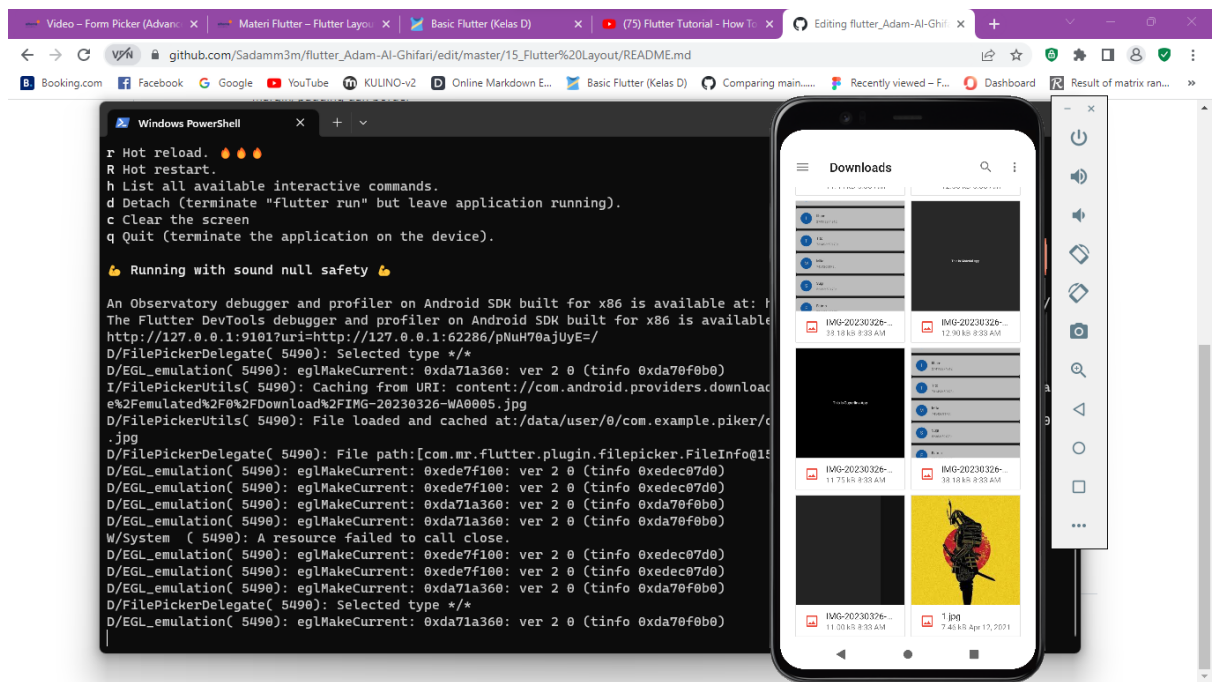 Video – Form Picker (Advanc
Materi Flutter – Flutter Layou
Basic Flutter (Kelas D)
(75) Flutter Tutorial - How To
Editing flutter_Adam-Al-Ghif
VPN
github.com/Sadamm3m/flutter_Adam-Al-Ghifari/edit/master/15_Flutter%20Layout/README.md
Booking.com
Facebook
Google
YouTube
KULINO-v2
Online Markdown E...
Basic Flutter (Kelas D)
Comparing main......
Recently viewed – F...
Dashboard
Result of matrix ran...
Windows PowerShell
r Hot reload. 🔥🔥🔥
R Hot restart.
h List all available interactive commands.
d Detach (terminate "flutter run" but leave application running).
c Clear the screen
q Quit (terminate the application on the device).
💪 Running with sound null safety 💪
An Observatory debugger and profiler on Android SDK built for x86 is available at: h
The Flutter DevTools debugger and profiler on Android SDK built for x86 is available
http://127.0.0.1:9101?uri=http://127.0.0.1:62286/pNuH70ajUyE=/
D/FilePickerDelegate( 5490): Selected type */*
D/EGL_emulation( 5490): eglMakeCurrent: 0xda71a360: ver 2 0 (tinfo 0xda70f0b0)
I/FilePickerUtils( 5490): Caching from URI: content://com.android.providers.download
e%2Femulated%2F0%2FDownload%2FIMG-20230326-WA0005.jpg
D/FilePickerUtils( 5490): File loaded and cached at:/data/user/0/com.example.piker/c
.jpg
D/FilePickerDelegate( 5490): File path:[com.mr.flutter.plugin.filepicker.FileInfo@15
D/EGL_emulation( 5490): eglMakeCurrent: 0xede7f100: ver 2 0 (tinfo 0xedec07d0)
D/EGL_emulation( 5490): eglMakeCurrent: 0xede7f100: ver 2 0 (tinfo 0xedec07d0)
D/EGL_emulation( 5490): eglMakeCurrent: 0xda71a360: ver 2 0 (tinfo 0xda70f0b0)
D/EGL_emulation( 5490): eglMakeCurrent: 0xda71a360: ver 2 0 (tinfo 0xda70f0b0)
W/System ( 5490): A resource failed to call close.
D/EGL_emulation( 5490): eglMakeCurrent: 0xede7f100: ver 2 0 (tinfo 0xedec07d0)
D/EGL_emulation( 5490): eglMakeCurrent: 0xede7f100: ver 2 0 (tinfo 0xedec07d0)
D/EGL_emulation( 5490): eglMakeCurrent: 0xda71a360: ver 2 0 (tinfo 0xda70f0b0)
D/FilePickerDelegate( 5490): Selected type */*
D/EGL_emulation( 5490): eglMakeCurrent: 0xda71a360: ver 2 0 (tinfo 0xda70f0b0)
Downloads
IMG-20230326-...
38.18 kB 8:33 AM
IMG-20230326-...
12.90 kB 8:33 AM
IMG-20230326-...
11.75 kB 8:33 AM
IMG-20230326-...
38.18 kB 8:33 AM
IMG-20230326-...
11.00 kB 8:33 AM
1.jpg
7.46 kB Apr 12, 2021